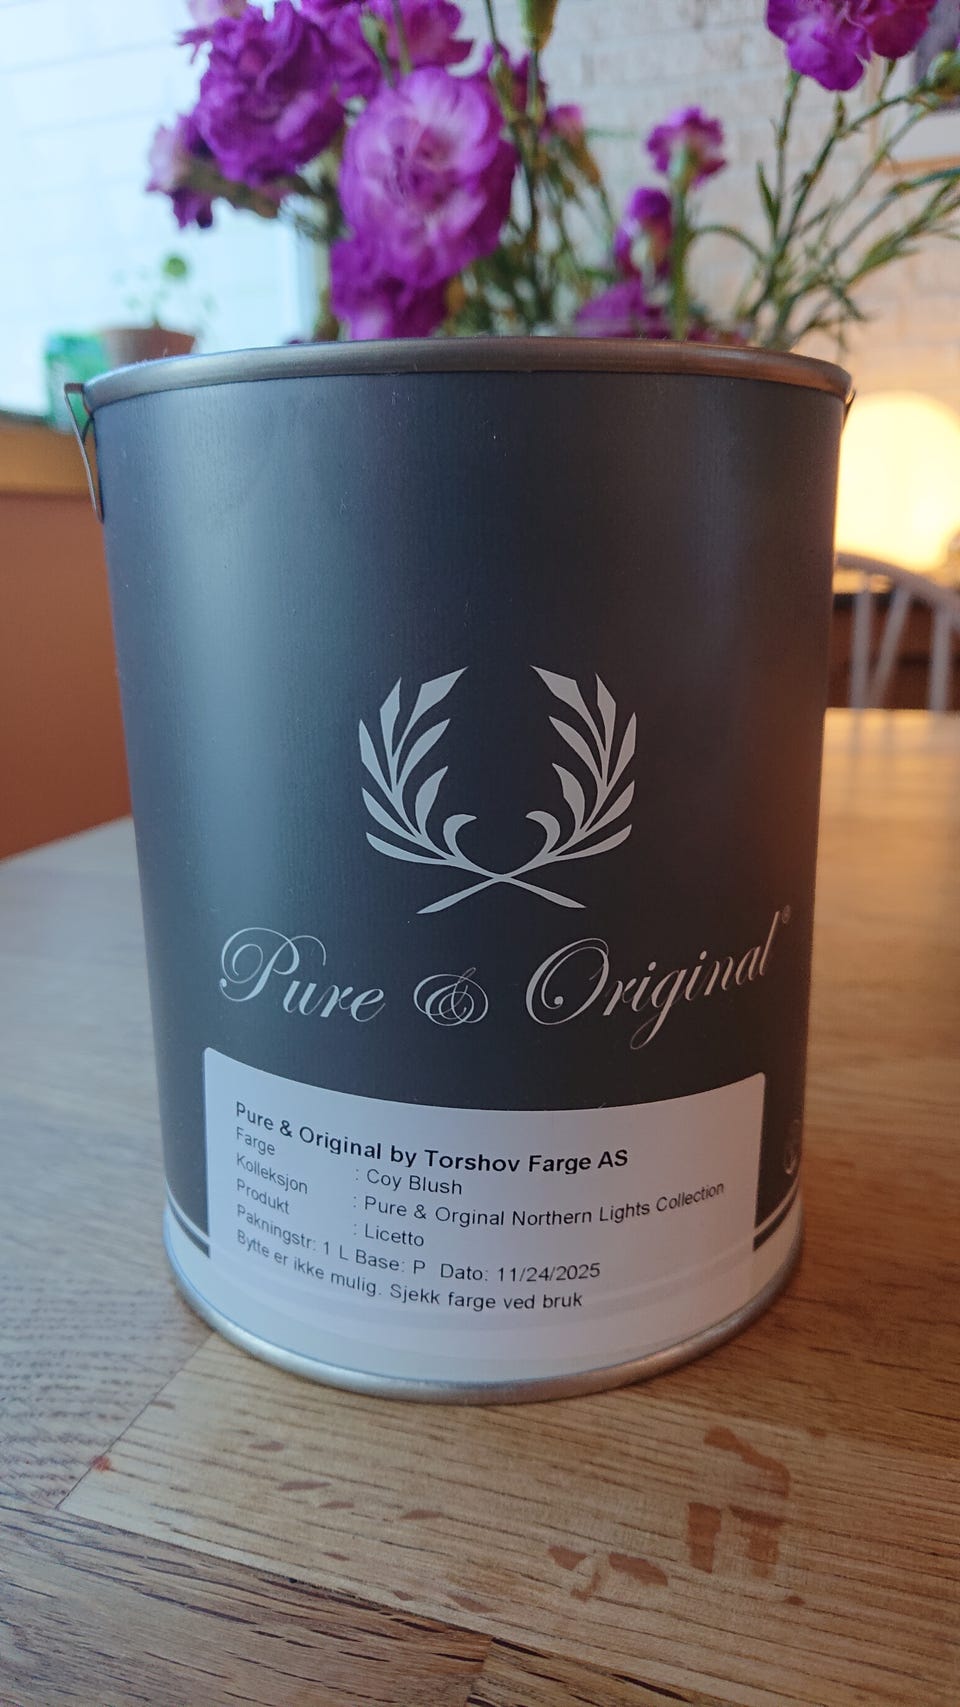 Pure & Original®
Pure & Original by Torshov Farge AS
Farge : Coy Blush
Kolleksjon : Pure & Orginal Northern Lights Collection
Produkt : Licetto
Pakningstr: 1 L Base: P Dato: 11/24/2025
Bytte er ikke mulig. Sjekk farge ved bruk